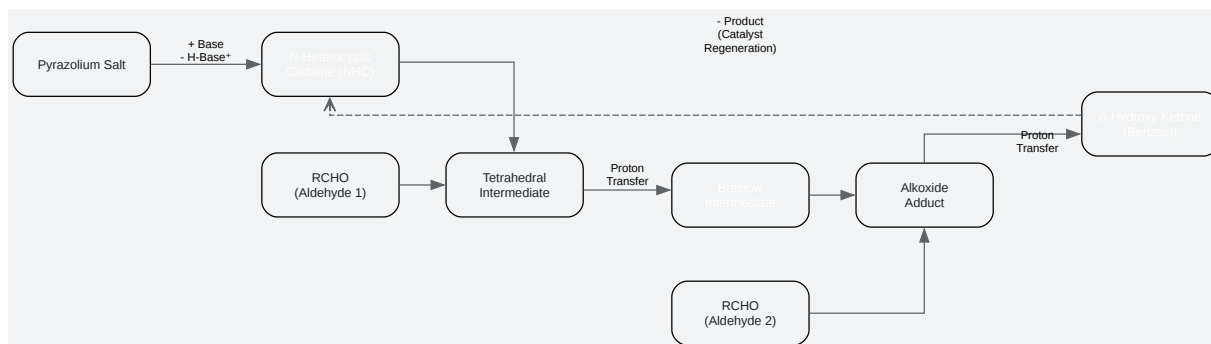 - Product
(Catalyst
Regeneration)
Pyrazolium Salt
+ Base
- H-Base⁺
N-Heterocyclic
Carbene (NHC)
α-Hydroxy Ketone
(Benzoin)
Proton
Transfer
RCHO
(Aldehyde 1)
Tetrahedral
Intermediate
Proton
Transfer
Breslow
Intermediate
Alkoxide
Adduct
RCHO
(Aldehyde 2)